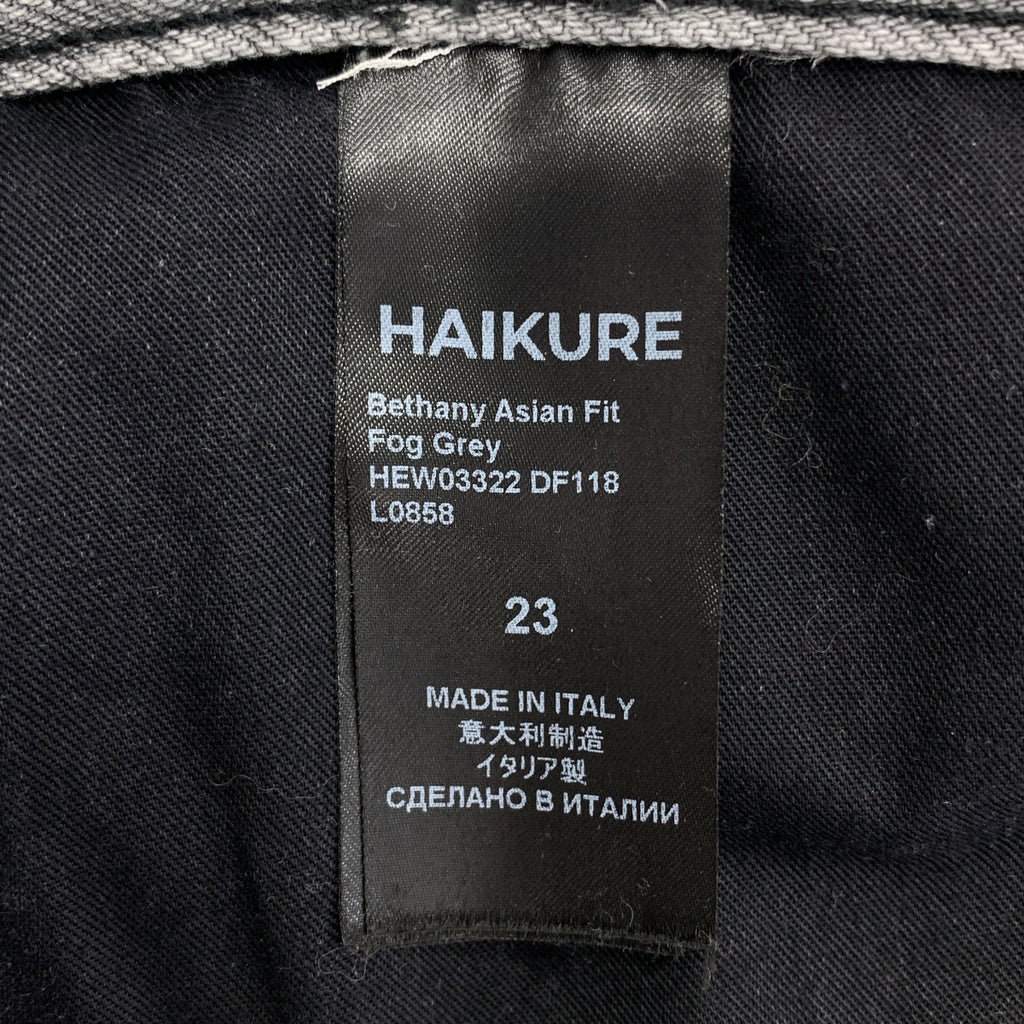 HAIKURE
Bethany Asian Fit
Fog Grey
HEW03322 DF118
L0858
23
MADE IN ITALY
意大利制造
イタリア製
СДЕЛАНО В ИТАЛИИ